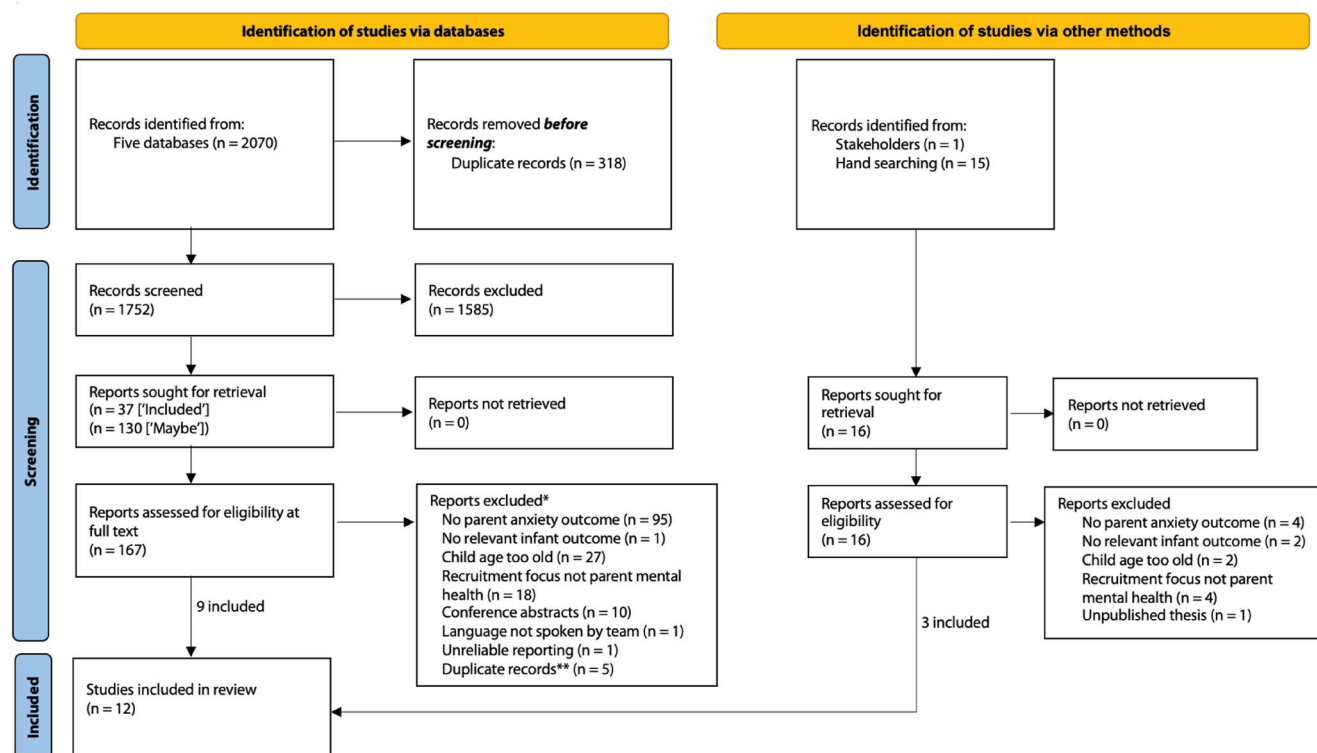 Identification of studies via databases
Identification of studies via other methods
Identification
Records identified from:
Five databases (n = 2070)
Records removed before
screening:
Duplicate records (n = 318)
Records identified from:
Stakeholders (n = 1)
Hand searching (n = 15)
Screening
Records screened
(n = 1752)
Records excluded
(n = 1585)
Reports sought for retrieval
(n = 37 ['Included']
(n = 130 ['Maybe'])
Reports not retrieved
(n = 0)
Reports sought for
retrieval
(n = 16)
Reports not retrieved
(n = 0)
Reports assessed for eligibility at
full text
(n = 167)
Reports excluded*
No parent anxiety outcome (n = 95)
No relevant infant outcome (n = 1)
Child age too old (n = 27)
Recruitment focus not parent mental
health (n = 18)
Conference abstracts (n = 10)
Language not spoken by team (n = 1)
Unreliable reporting (n = 1)
Duplicate records** (n = 5)
Reports assessed for
eligibility
(n = 16)
Reports excluded
No parent anxiety outcome (n = 4)
No relevant infant outcome (n = 2)
Child age too old (n = 2)
Recruitment focus not parent
mental health (n = 4)
Unpublished thesis (n = 1)
9 included
3 included
Included
Studies included in review
(n = 12)